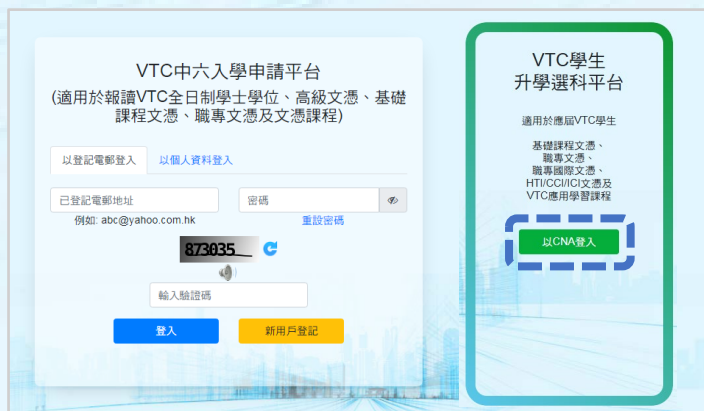 VTC中六入學申請平台
(適用於報讀VTC全日制學士學位、高級文憑、基礎
課程文憑、職專文憑及文憑課程)
以登記電郵登入
以個人資料登入
已登記電郵地址
密碼
例如: abc@yahoo.com.hk
重設密碼
873035
輸入驗證碼
登入
新用戶登記
VTC學生
升學選科平台
適用於應屆VTC學生
基礎課程文憑、
職專文憑、
職專國際文憑、
HTI/CCI/ICI文憑及
VTC應用學習課程
以CNA登入